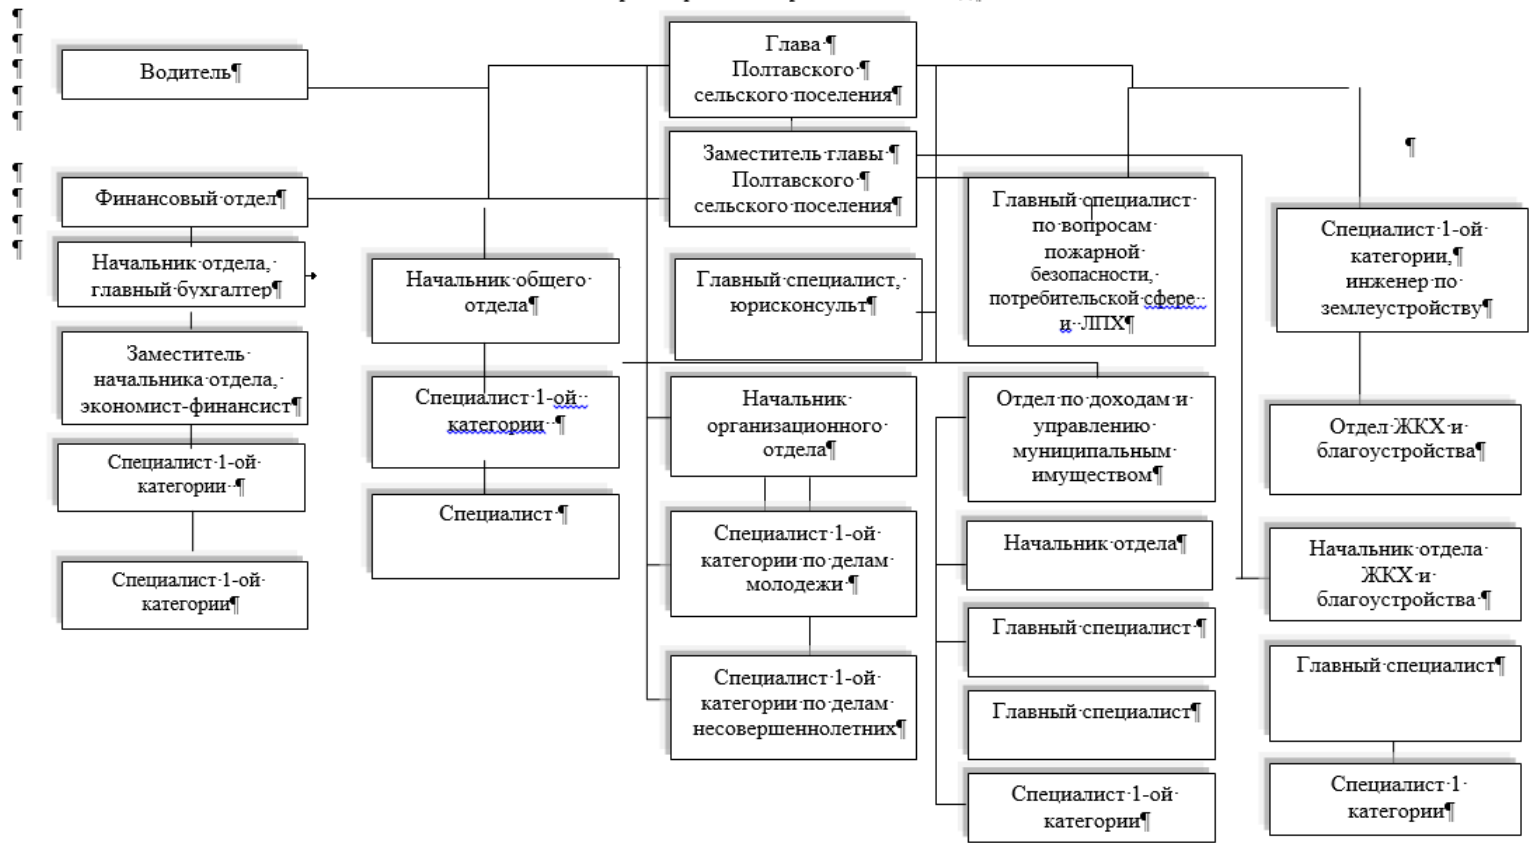 Водитель¶
Глава·¶
Полтавского·¶
сельского·поселения¶
Заместитель·главы·¶
Полтавского·¶
сельского·поселения¶
Финансовый·отдел¶
Начальник·отдела,·
главный·бухгалтер¶
Заместитель·
начальника·отдела,·
экономист-финансист¶
Специалист·1-ой·
категории··¶
Специалист·1-ой·
категории¶
Начальник·общего·
отдела¶
Специалист·1-ой··
категории··¶
Специалист·¶
Главный·специалист,·
юрисконсульт¶
Начальник·
организационного·
отдела¶
Специалист·1-ой·
категории·по·делам·
молодежи·¶
Специалист·1-ой·
категории·по·делам·
несовершеннолетних¶
Главный·специалист·
по·вопросам·
пожарной·
безопасности,·
потребительской·сфере··
и··ЛПХ¶
Отдел·по·доходам·и·
управлению·
муниципальным·
имуществом¶
Начальник·отдела¶
Главный·специалист·¶
Главный·специалист¶
Специалист·1-ой·
категории¶
Специалист·1-ой·
категории,¶
инженер·по·
землеустройству¶
Отдел·ЖКХ·и·
благоустройства¶
Начальник·отдела·
ЖКХ·и·
благоустройства·¶
Главный·специалист¶
Специалист·1·
категории¶